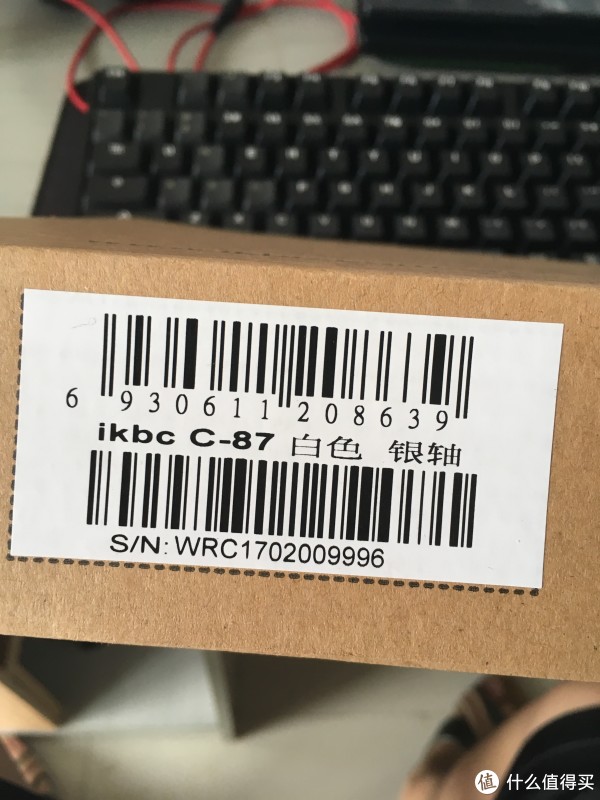 6 930611 208639
ikbc C-87 白色 银轴
S/N: WRC1702009996
值 什么值得买